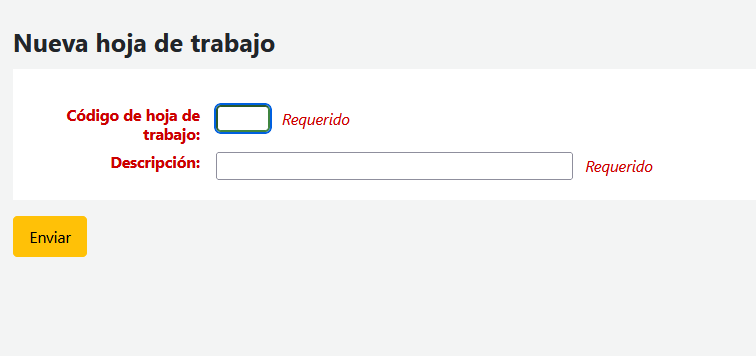 Nueva hoja de trabajo
Código de hoja de
trabajo:
Requerido
Descripción:
Requerido
Enviar